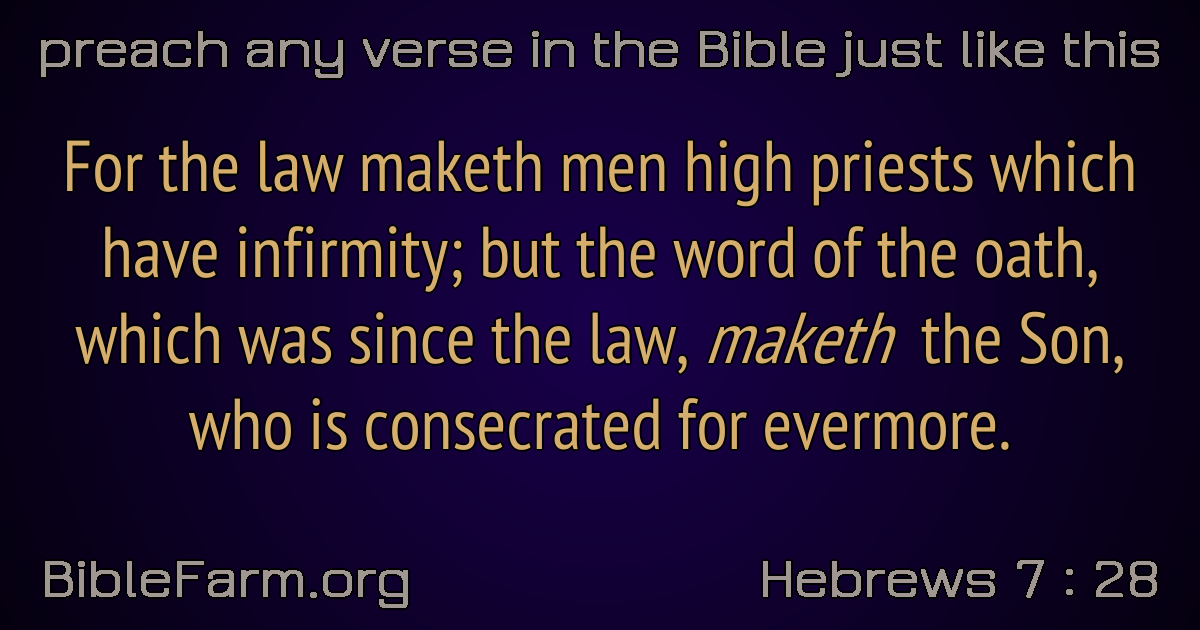 preach any verse in the Bible just like this
For the law maketh men high priests which
have infirmity; but the word of the oath,
which was since the law, maketh the Son,
who is consecrated for evermore.
BibleFarm.org
Hebrews 7 : 28